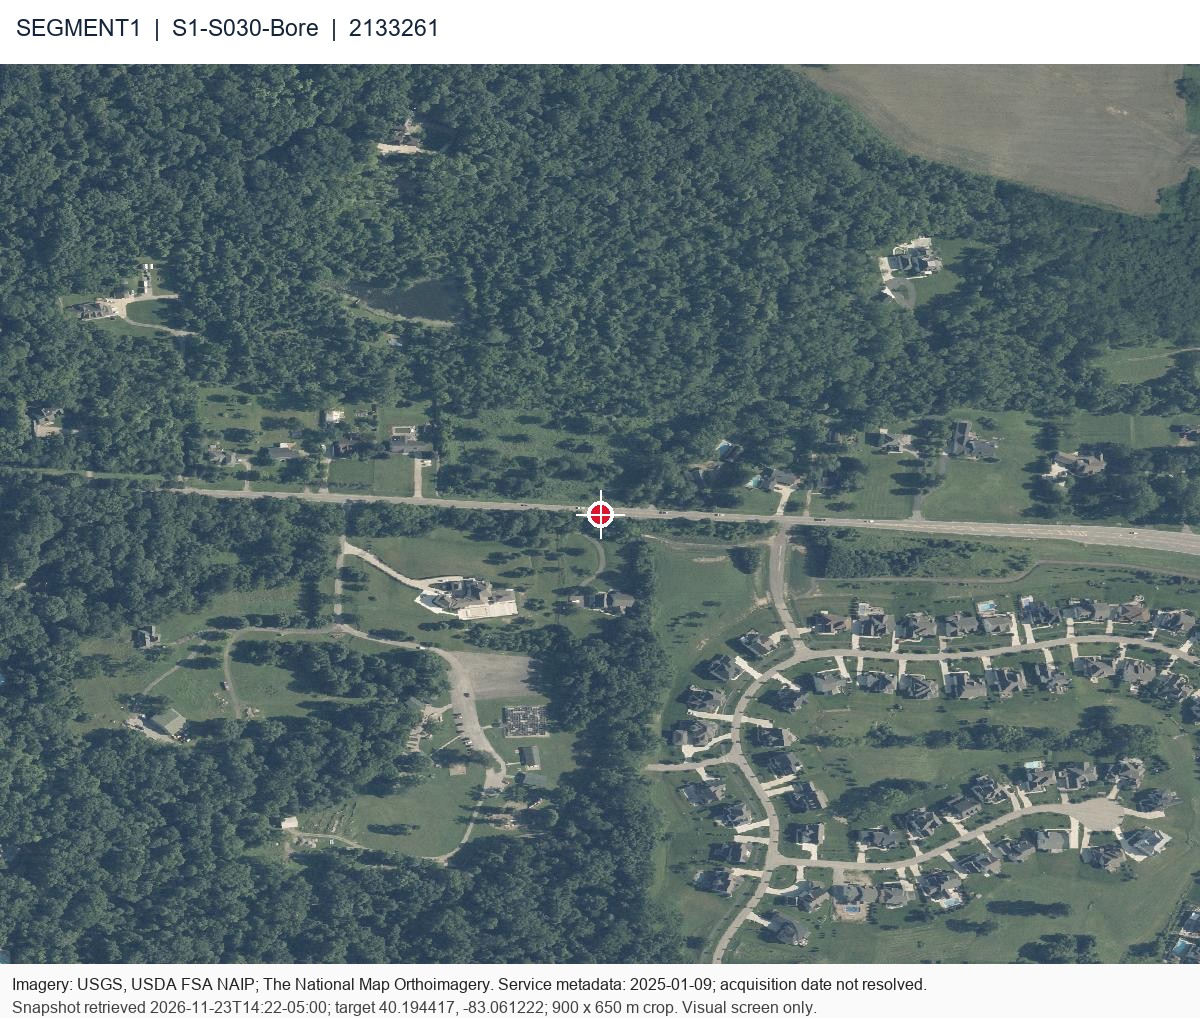 SEGMENT1 | S1-S030-Bore | 2133261
Imagery: USGS, USDA FSA NAIP; The National Map Orthoimagery. Service metadata: 2025-01-09; acquisition date not resolved.
Snapshot retrieved 2026-11-23T14:22-05:00; target 40.194417, -83.061222; 900 x 650 m crop. Visual screen only.